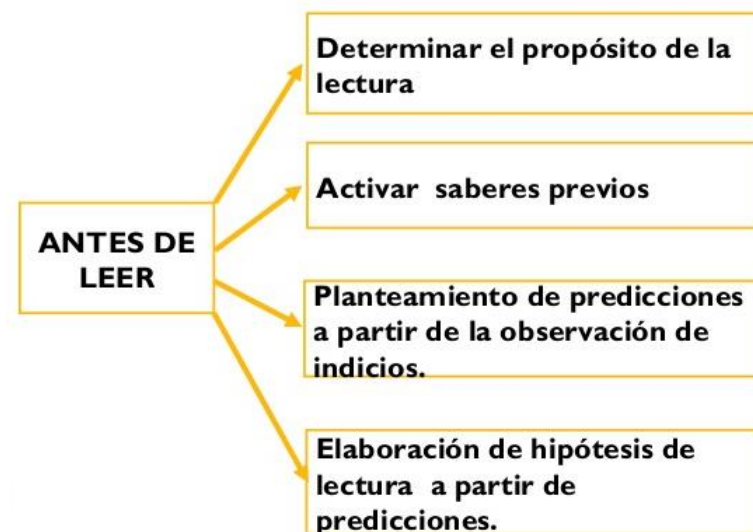 Determinar el propósito de la
lectura
Activar saberes previos
ANTES DE
LEER
Planteamiento de predicciones
a partir de la observación de
indicios.
Elaboración de hipótesis de
lectura a partir de
predicciones.